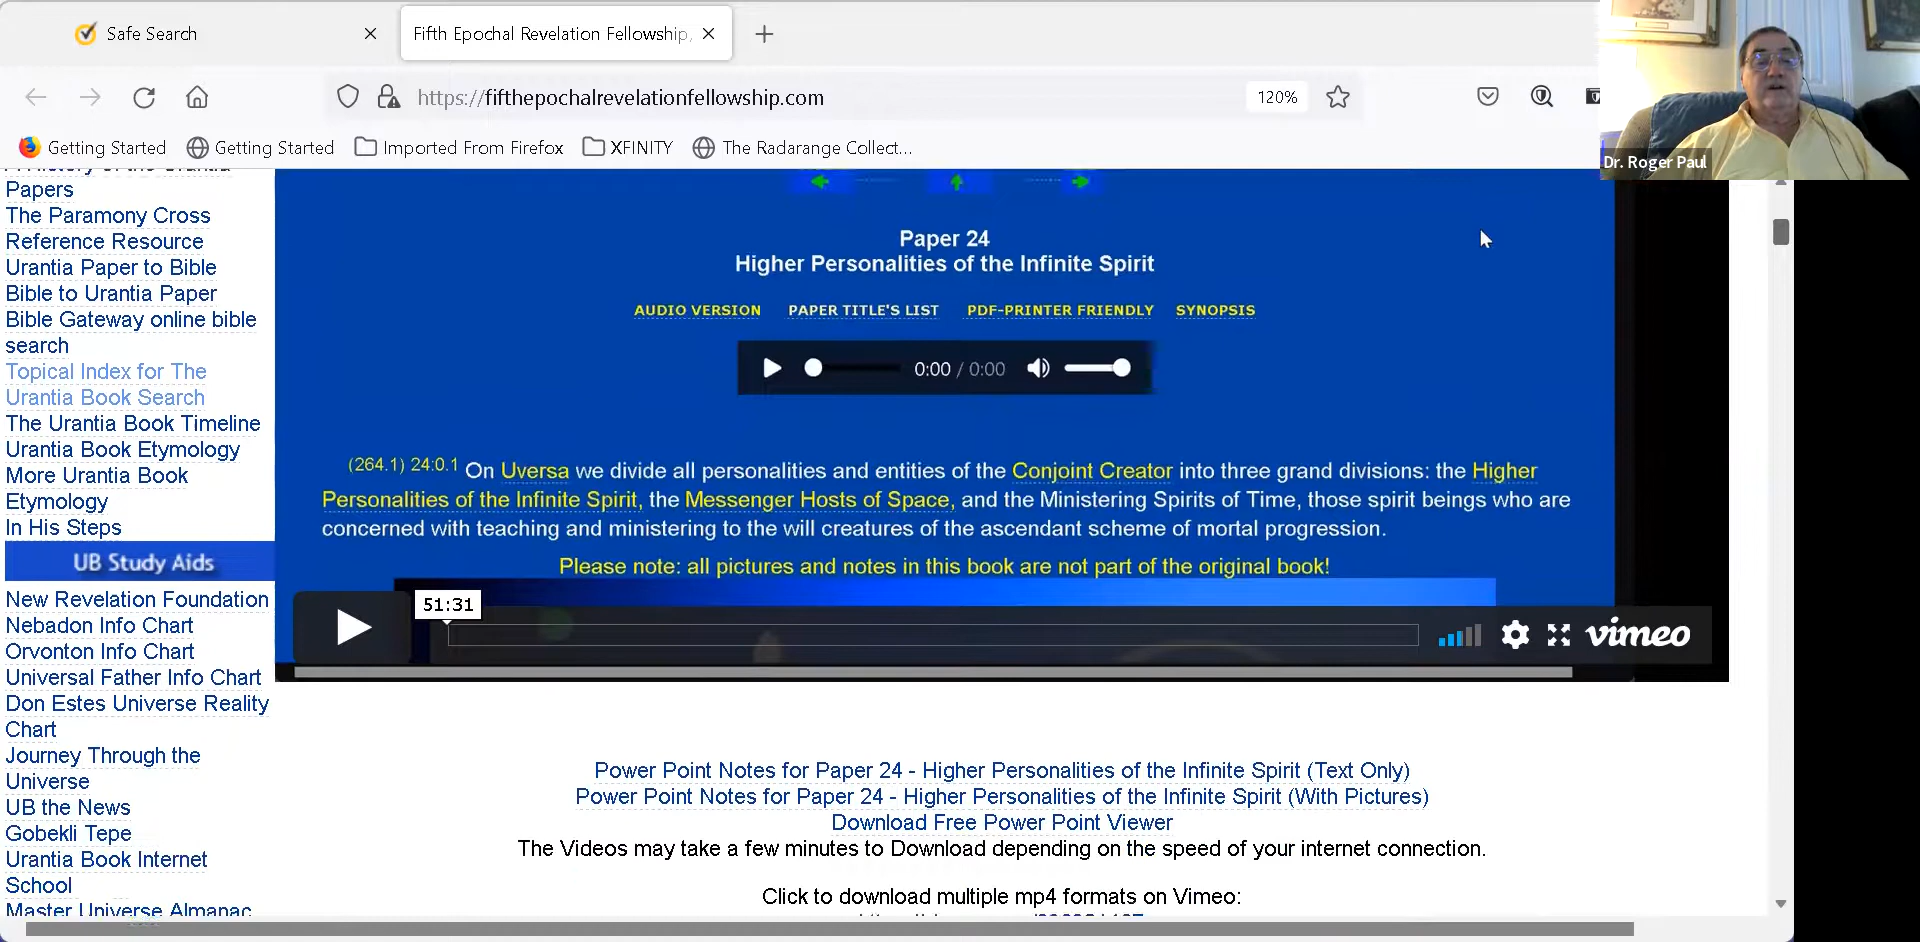 Safe Search
Fifth Epochal Revelation Fellowship,
https://fifthepochalrevelationfellowship.com
120%
Getting Started
Getting Started
Imported From Firefox
XFINITY
The Radarange Collect...
Dr. Roger Paul
A History of the Urantia
Papers
The Paramony Cross
Reference Resource
Urantia Paper to Bible
Bible to Urantia Paper
Bible Gateway online bible
search
Topical Index for The
Urantia Book Search
The Urantia Book Timeline
Urantia Book Etymology
More Urantia Book
Etymology
In His Steps
UB Study Aids
New Revelation Foundation
Nebadon Info Chart
Orvonton Info Chart
Universal Father Info Chart
Don Estes Universe Reality
Chart
Journey Through the
Universe
UB the News
Gobekli Tepe
Urantia Book Internet
School
Master Universe Almanac
Paper 24
Higher Personalities of the Infinite Spirit
AUDIO VERSION PAPER TITLE'S LIST PDF-PRINTER FRIENDLY SYNOPSIS
0:00 / 0:00
(264.1) 24:0.1 On Uversa we divide all personalities and entities of the Conjoint Creator into three grand divisions: the Higher
Personalities of the Infinite Spirit, the Messenger Hosts of Space, and the Ministering Spirits of Time, those spirit beings who are
concerned with teaching and ministering to the will creatures of the ascendant scheme of mortal progression.
Please note: all pictures and notes in this book are not part of the original book!
51:31
vimeo
Power Point Notes for Paper 24 - Higher Personalities of the Infinite Spirit (Text Only)
Power Point Notes for Paper 24 - Higher Personalities of the Infinite Spirit (With Pictures)
Download Free Power Point Viewer
The Videos may take a few minutes to Download depending on the speed of your internet connection.
Click to download multiple mp4 formats on Vimeo: